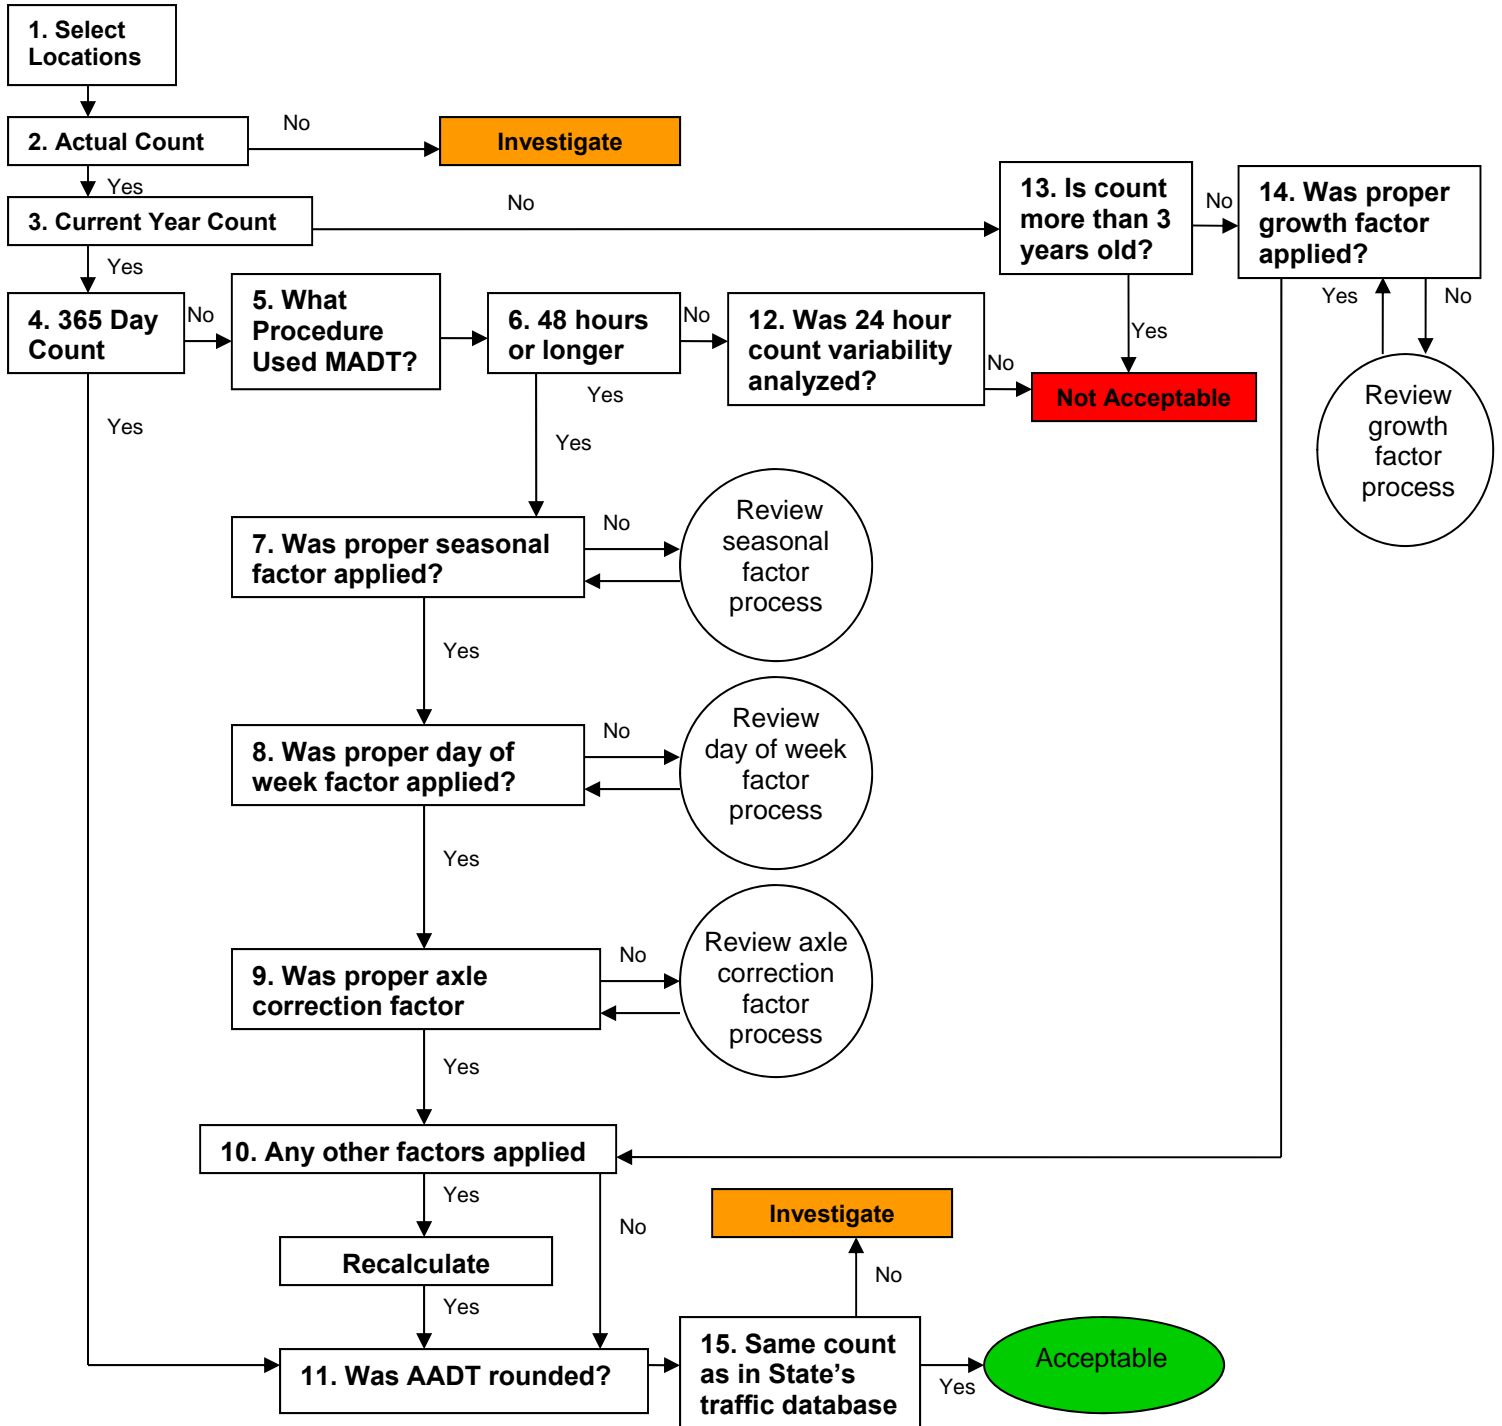 1. Select
Locations
2. Actual Count
No
Investigate
Yes
3. Current Year Count
No
13. Is count
more than 3
years old?
No
14. Was proper
growth factor
applied?
Yes
4. 365 Day
Count
No
5. What
Procedure
Used MADT?
6. 48 hours
or longer
No
12. Was 24 hour
count variability
analyzed?
No
Yes
Not Acceptable
Yes
No
Review
growth
factor
process
Yes
Yes
Yes
7. Was proper seasonal
factor applied?
No
Review
seasonal
factor
process
Yes
8. Was proper day of
week factor applied?
No
Review
day of week
factor
process
Yes
9. Was proper axle
correction factor
No
Review axle
correction
factor
process
Yes
10. Any other factors applied
Yes
No
Recalculate
Yes
Investigate
No
11. Was AADT rounded?
15. Same count
as in State’s
traffic database
Yes
Acceptable